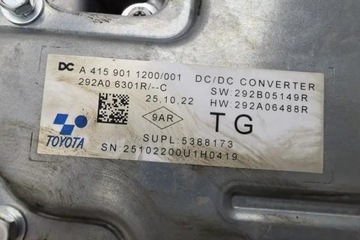 DC A 415 901 1200/001 DC/DC CONVERTER
292A0 6301R/--C SW:292B05149R
25.10.22 HW:292A06488R
9AR TG
TOYOTA SUPL:5388173
SN:25102200U1H0419